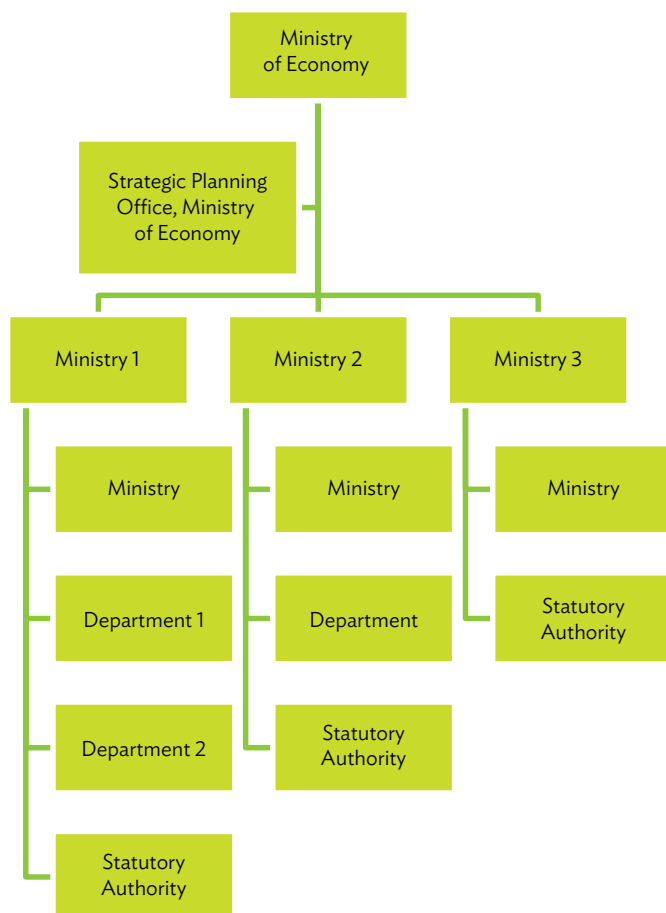 Ministry
of Economy
Strategic Planning
Office, Ministry
of Economy
Ministry 1
Ministry 2
Ministry 3
Ministry
Ministry
Ministry
Department 1
Department
Statutory
Authority
Department 2
Statutory
Authority
Statutory
Authority